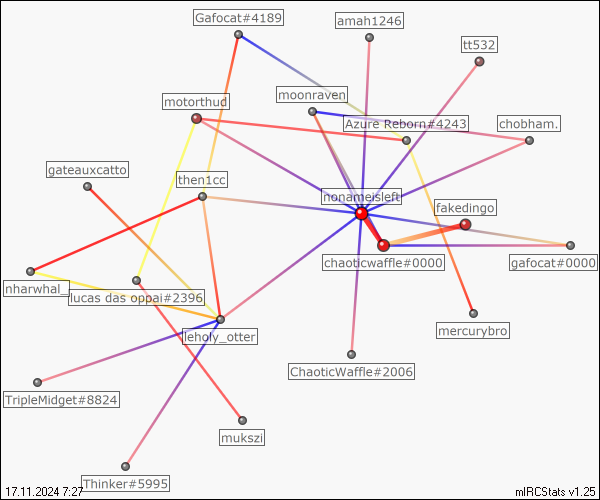 Gafocat#4189
amah1246
tt532
moonraven
motorthud
Azure Reborn#4243
chobham.
gateauxcatto
then1cc
nonameisleft
fakedingo
chaoticwaffle#0000
gafocat#0000
nharwhal_
lucas das oppai#2396
leholy_otter
mercurybro
ChaoticWaffle#2006
TripleMidget#8824
mukszi
Thinker#5995
17.11.2024 7:27
mIRCStats v1.25